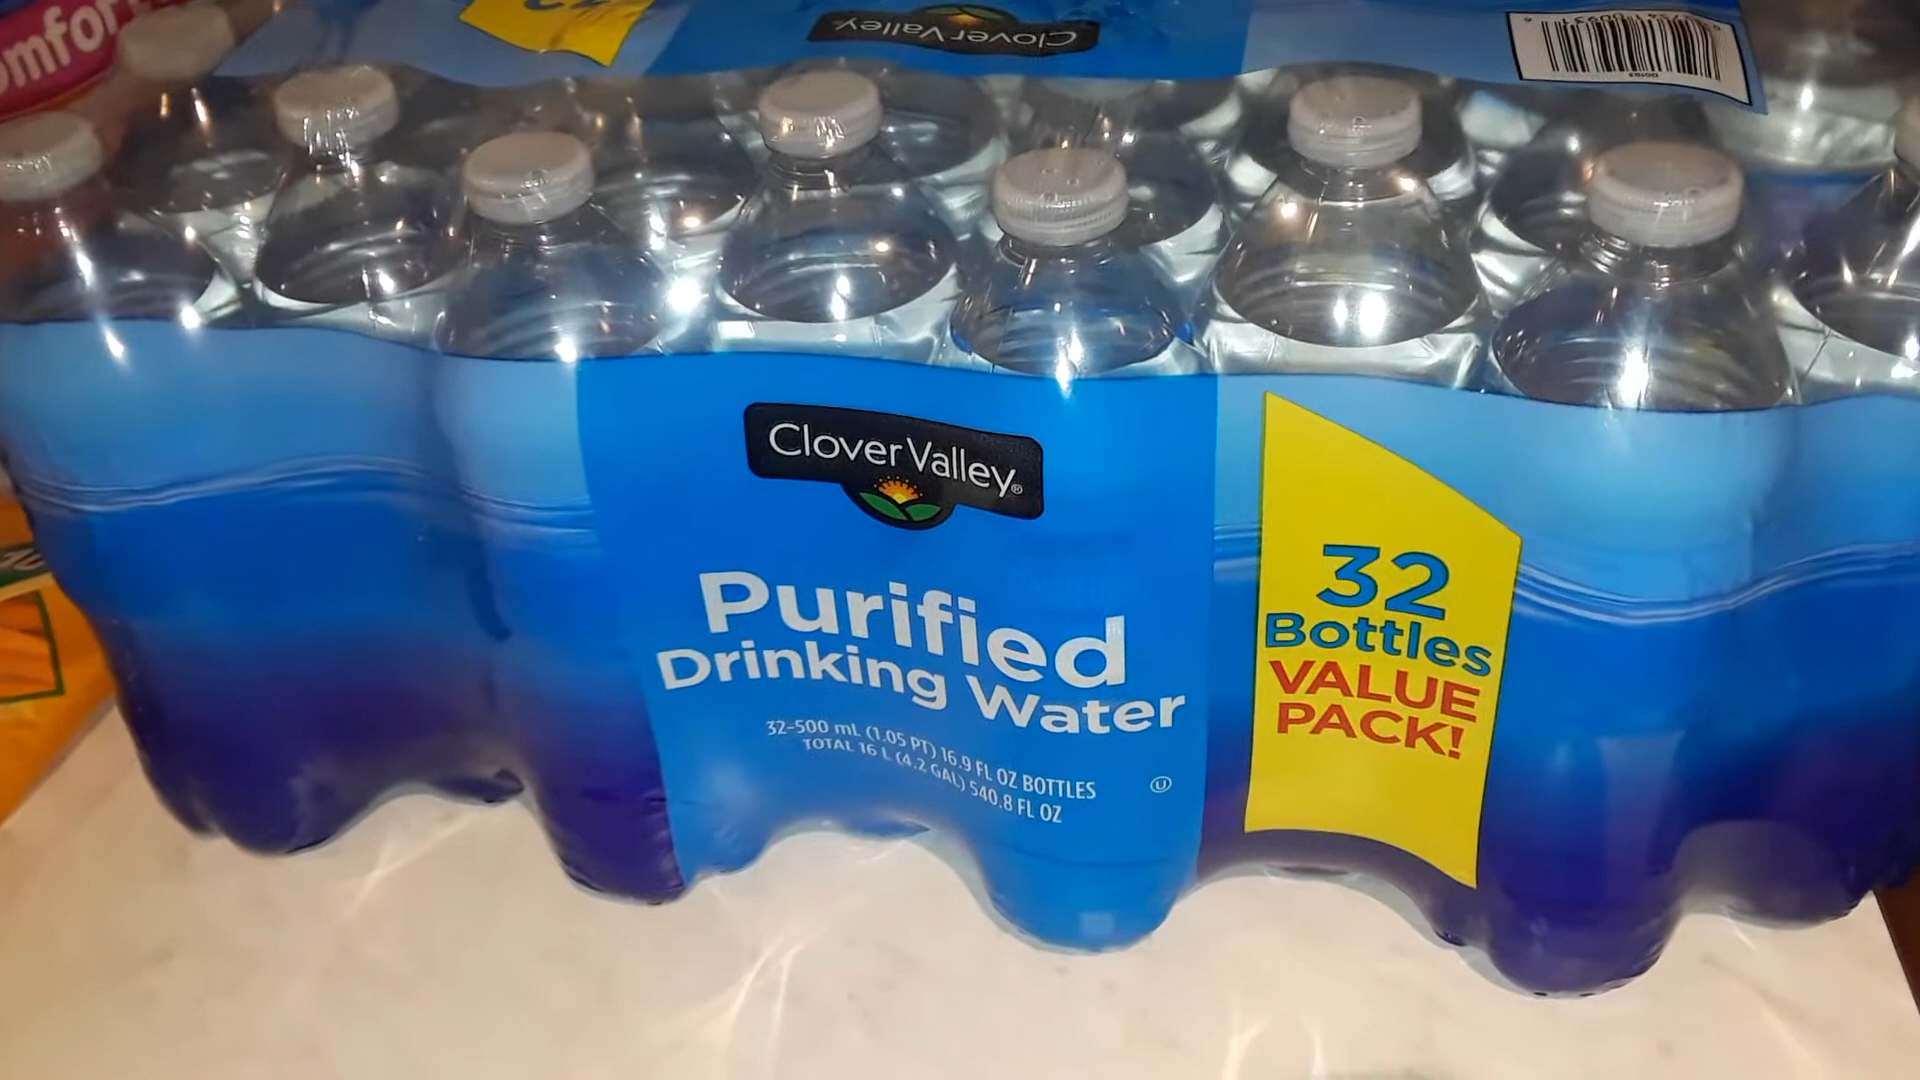 Clover Valley
Clover Valley®
Purified
Drinking Water
32-500 mL (1.05 PT) 16.9 FL OZ BOTTLES
TOTAL 16 L (4.2 GAL) 540.8 FL OZ
U
32
Bottles
VALUE
PACK!